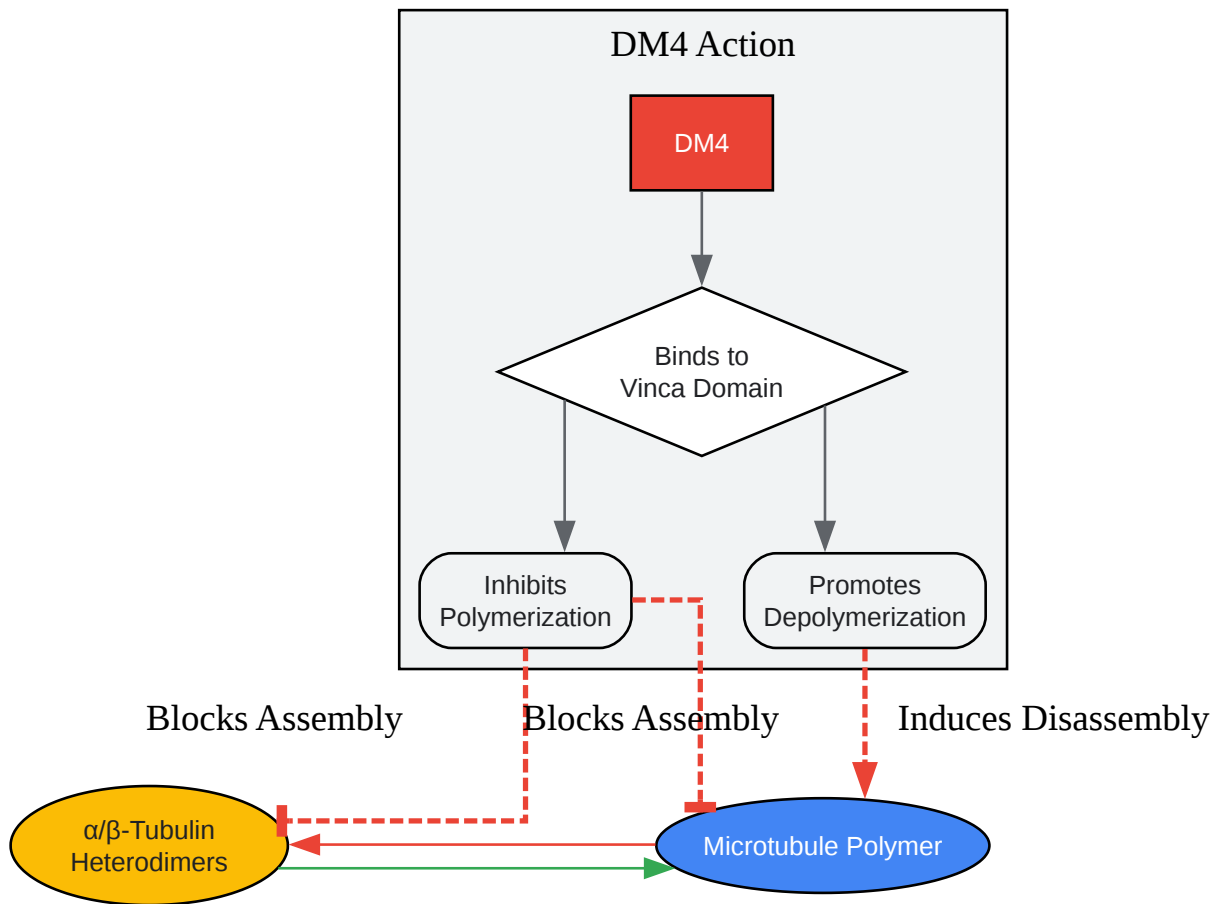 DM4 Action
DM4
Binds to
Vinca Domain
Inhibits
Polymerization
Promotes
Depolymerization
Blocks Assembly
Blocks Assembly
Induces Disassembly
α/β-Tubulin
Heterodimers
Microtubule Polymer